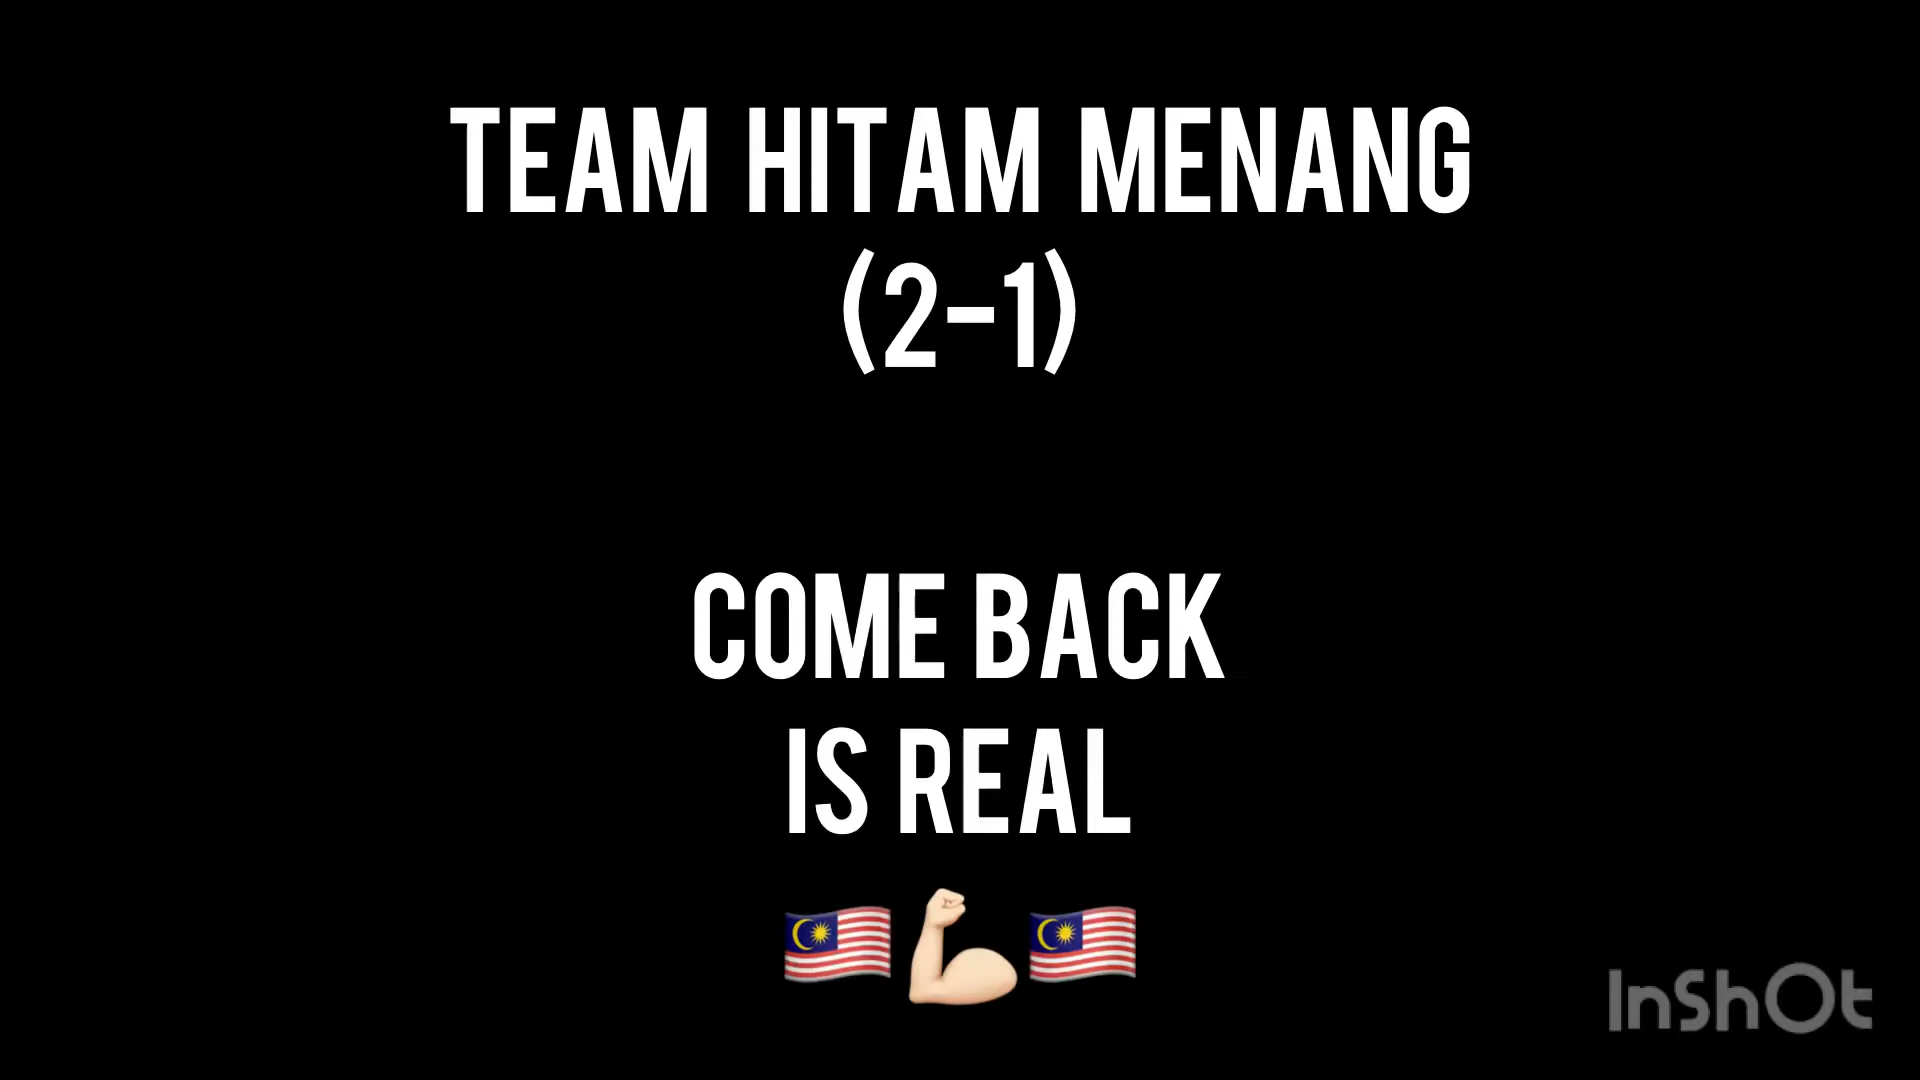 TEAM HITAM MENANG
(2-1)
COME BACK
IS REAL
🇲🇾💪🏻🇲🇾
InShOt